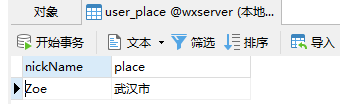 对象 user_place @wxserver (本地...
开始事务 文本 筛选 排序 导入
nickName place
Zoe 武汉市